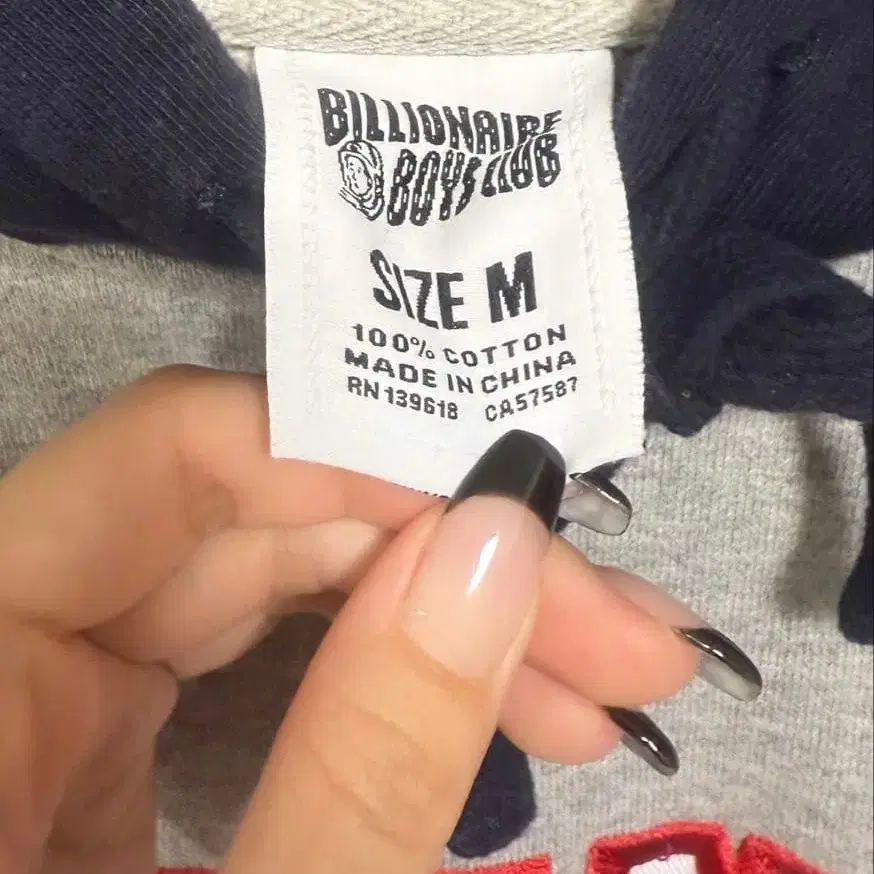 BILLIONAIRE
BOYS CLUB
SIZE M
100% COTTON
MADE IN CHINA
RN 139618 CA57587